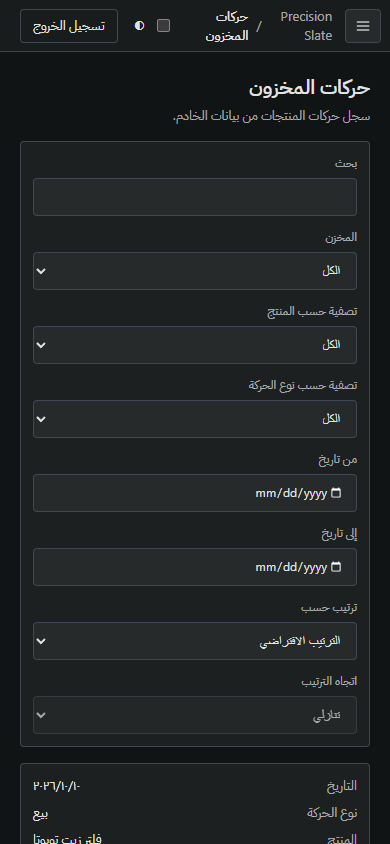 Precision Slate / حركات المخزون
تسجيل الخروج
حركات المخزون
سجل حركات المنتجات من بيانات الخادم.
بحث
المخزن
الكل
تصفية حسب المنتج
الكل
تصفية حسب نوع الحركة
الكل
من تاريخ
mm/dd/yyyy
إلى تاريخ
mm/dd/yyyy
ترتيب حسب
الترتيب الافتراضي
اتجاه الترتيب
تنازلي
التاريخ ٢٠٢٦/١٠/١٠
نوع الحركة بيع
المنتج فلتر زيت تويوتا